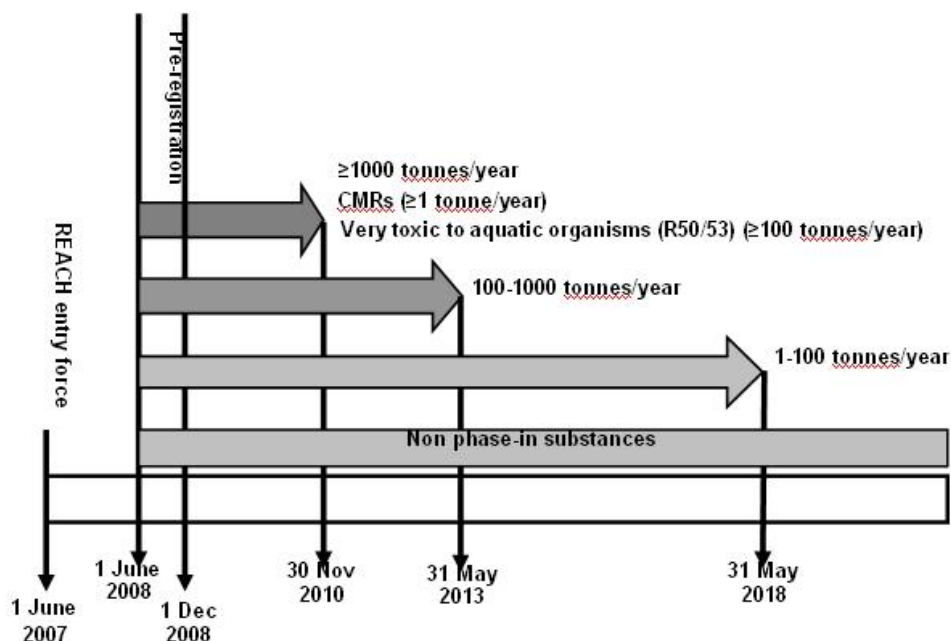 Pre-registration
REACH entry force
≥1000 tonnes/year
CMRs (≥1 tonne/year)
Very toxic to aquatic organisms (R50/53) (≥100 tonnes/year)
100-1000 tonnes/year
1-100 tonnes/year
Non phase-in substances
1 June
2007
1 June
2008
1 Dec
2008
30 Nov
2010
31 May
2013
31 May
2018